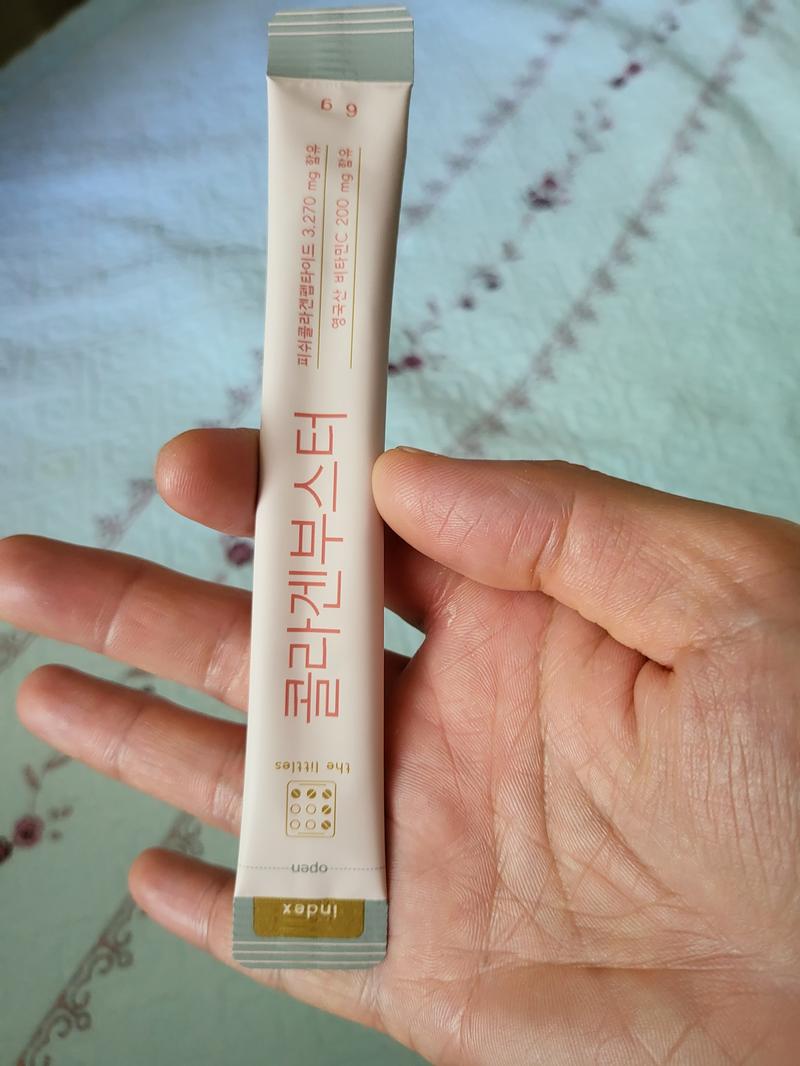 index
open
the littles
콜라겐부스터
피쉬콜라겐펩타이드 3,270 mg 함유
영국산 비타민C 200 mg 함유
6 g